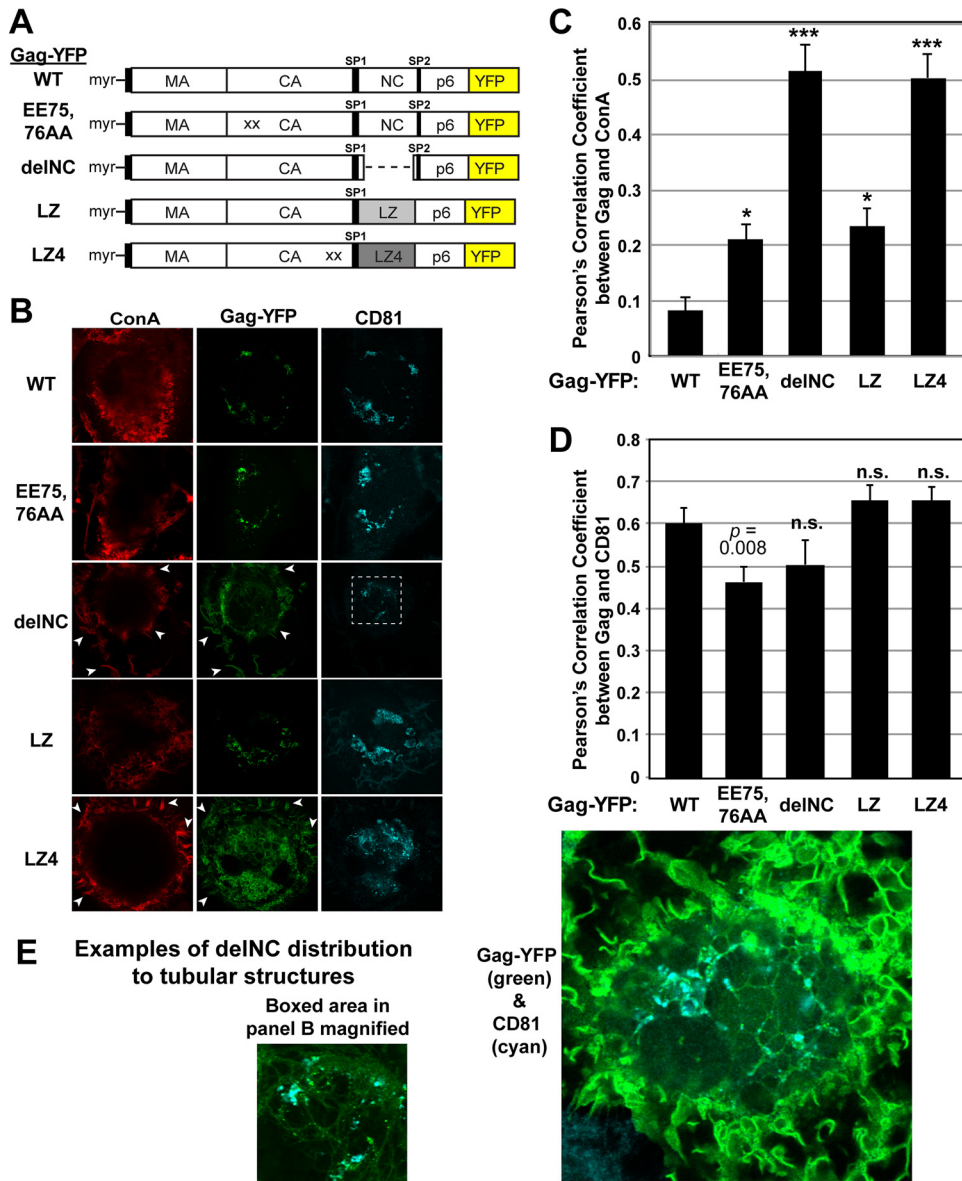 A
Gag-YFP
WT
myr
MA
CA
SP1
NC
SP2
p6
YFP
EE75,
76AA
myr
MA
xx
CA
SP1
NC
SP2
p6
YFP
delNC
myr
MA
CA
SP1
SP2
p6
YFP
LZ
myr
MA
CA
SP1
LZ
p6
YFP
LZ4
myr
MA
CA
xx
SP1
LZ4
p6
YFP
B
ConA
Gag-YFP
CD81
WT
EE75,
76AA
delNC
LZ
LZ4
C
Pearson's Correlation Coefficient
between Gag and ConA
0.6
0.5
0.4
0.3
0.2
0.1
0
*
***
*
***
Gag-YFP:
WT
EE75,
76AA
delNC
LZ
LZ4
D
Pearson's Correlation Coefficient
between Gag and CD81
0.8
0.7
0.6
0.5
0.4
0.3
0.2
0.1
0
p =
0.008
n.s.
n.s.
n.s.
Gag-YFP:
WT
EE75,
76AA
delNC
LZ
LZ4
E
Examples of delNC distribution
to tubular structures
Boxed area in
panel B magnified
Gag-YFP
(green)
&
CD81
(cyan)